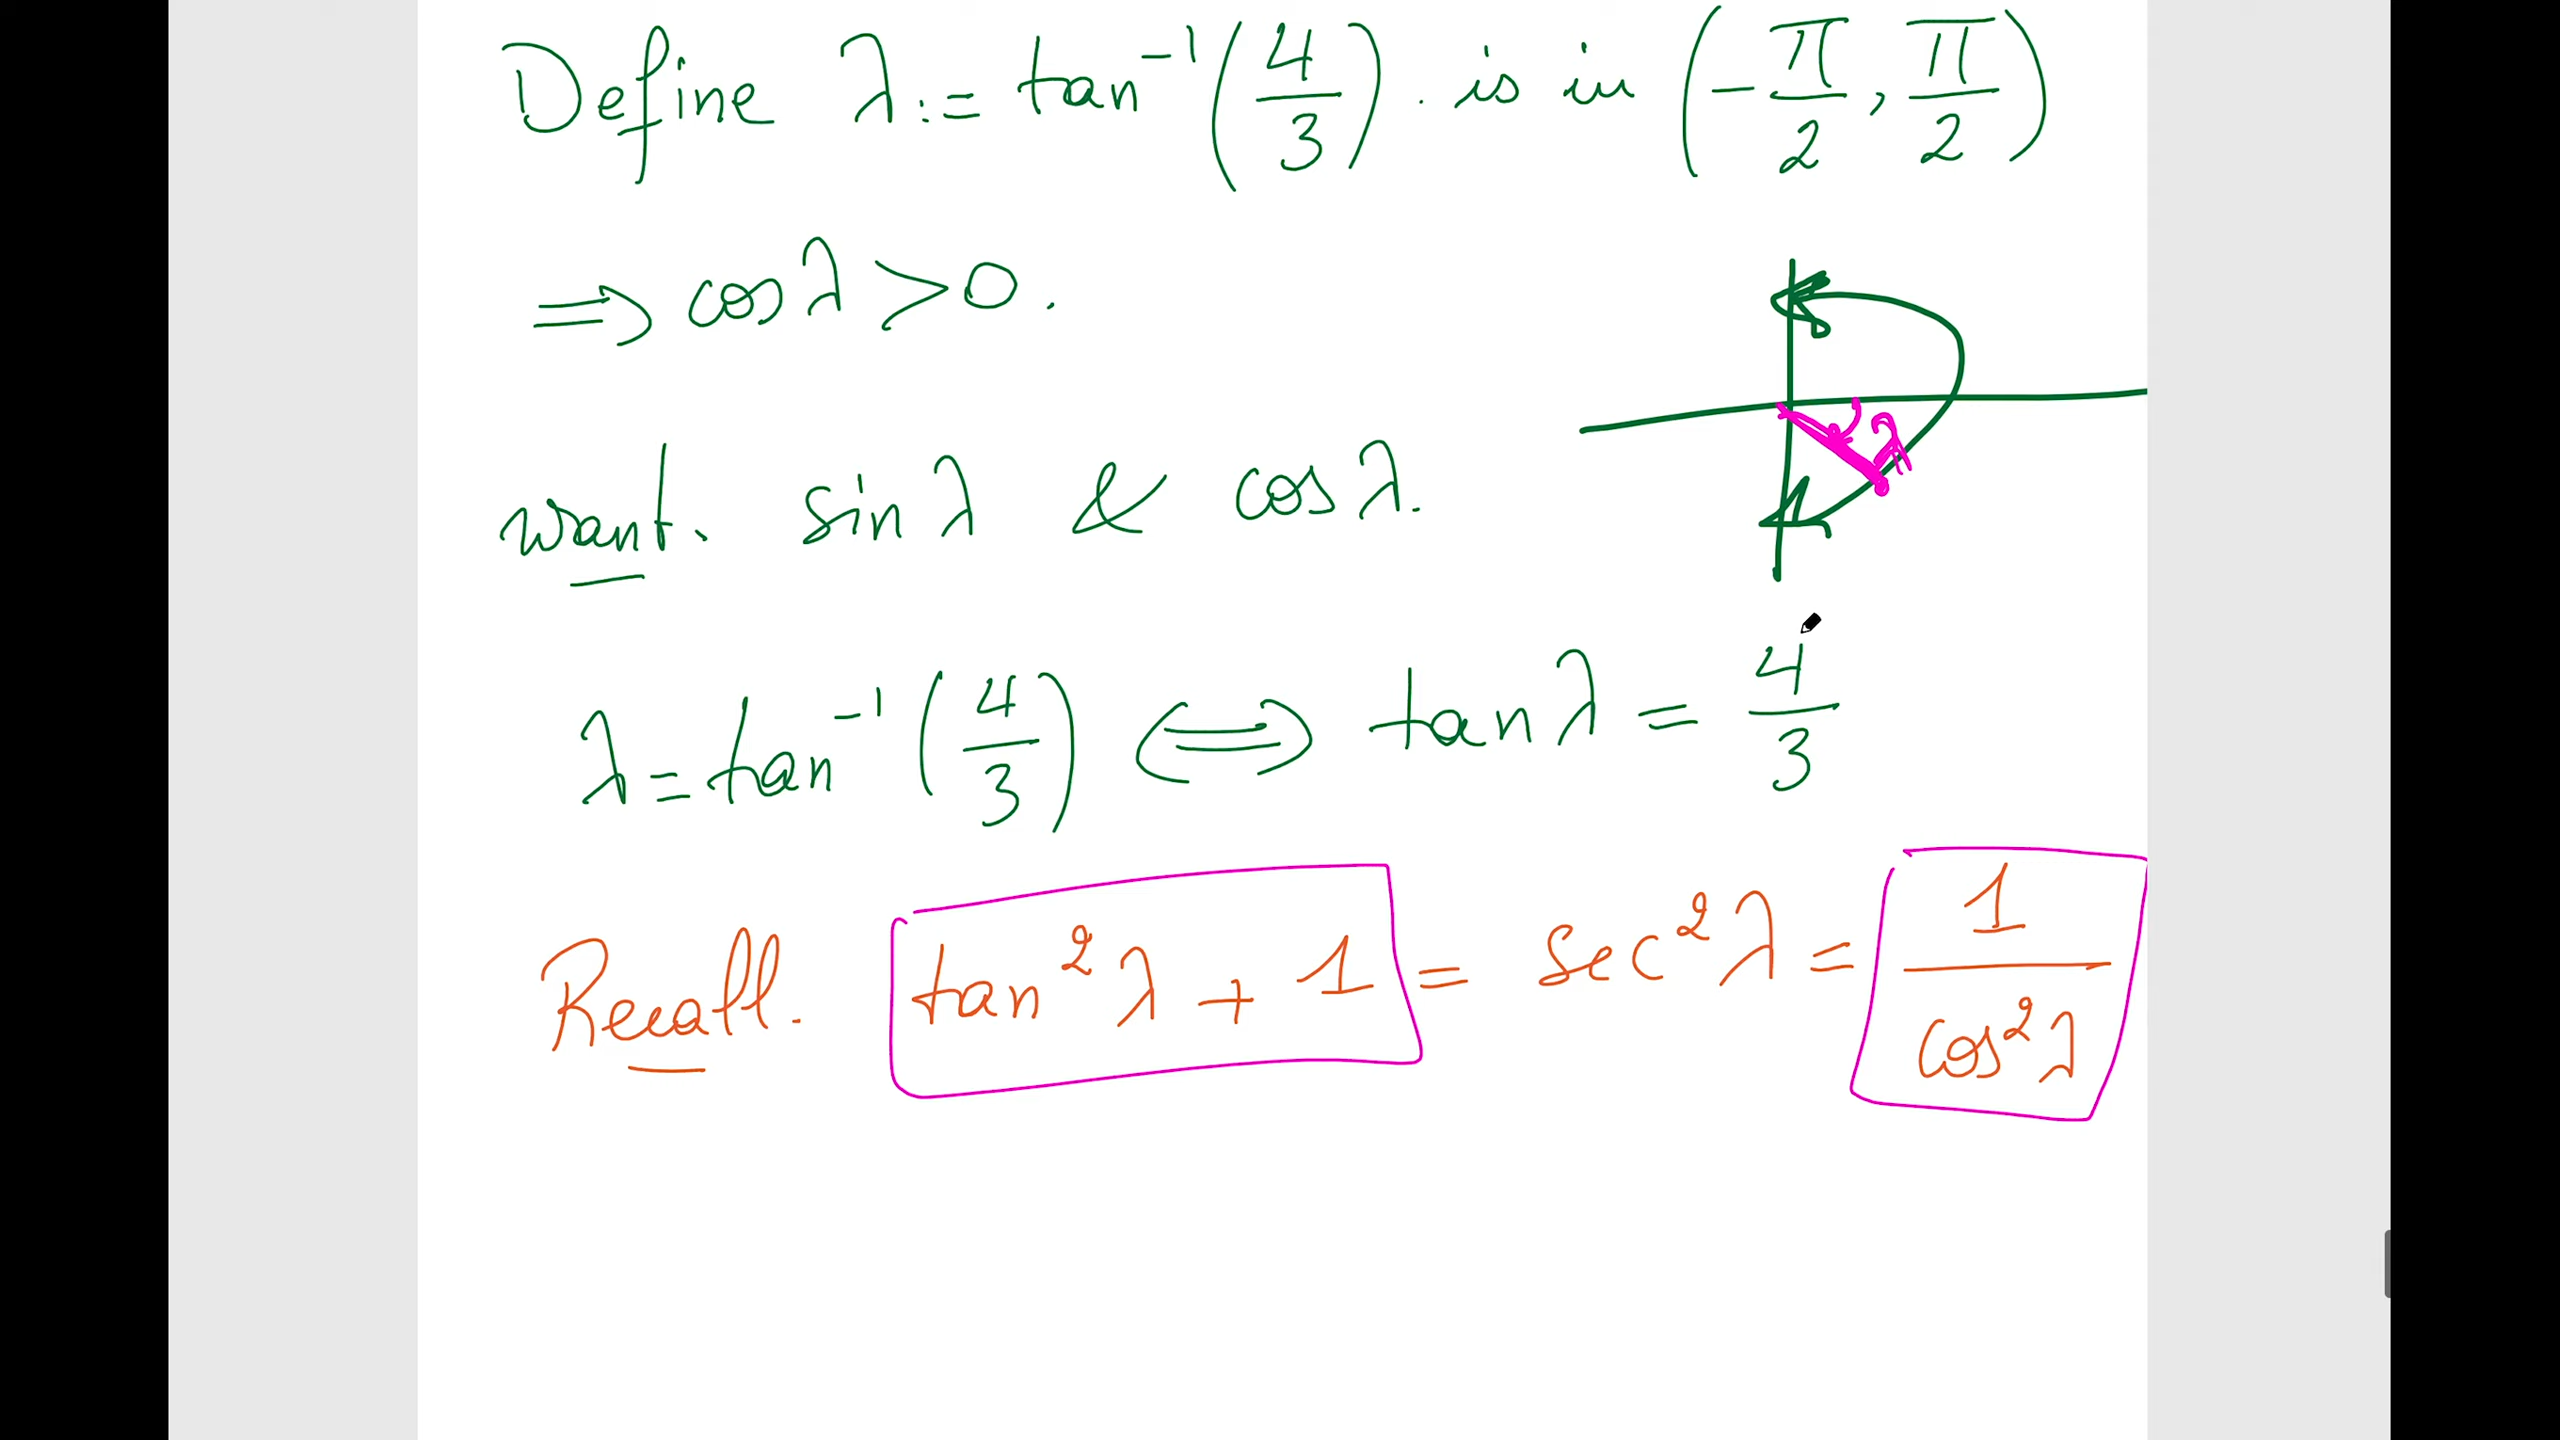 Define λ := tan⁻¹(4/3). is in (-π/2, π/2)
⟹ cos λ > 0.
λ
want. sin λ & cos λ.
λ = tan⁻¹(4/3) ⟺ tan λ = 4/3
Recall. tan²λ + 1 = sec²λ = 1/cos²λ